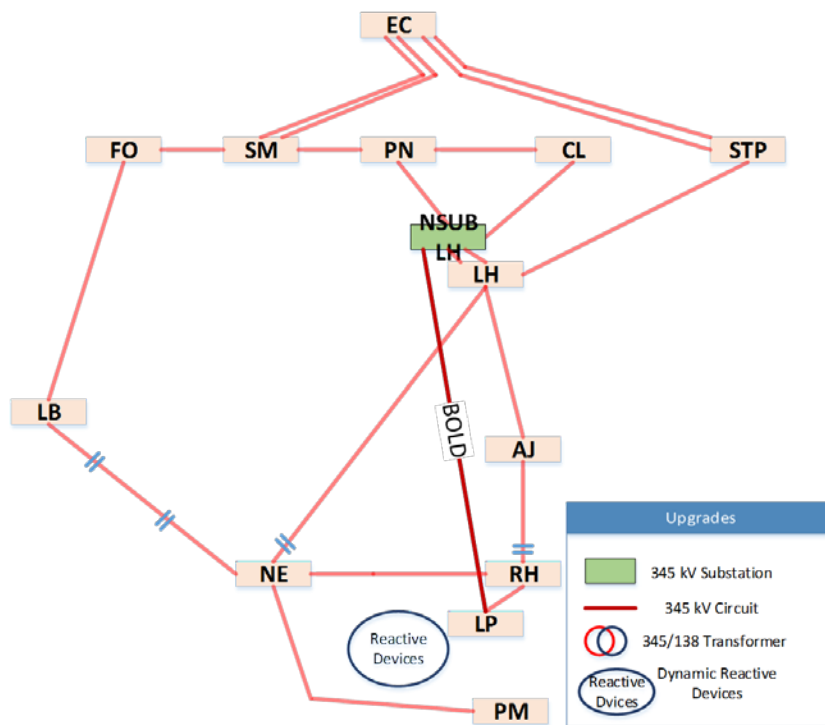 EC
FO
SM
PN
CL
STP
NSUB
LH
LH
BOLD
LB
AJ
NE
RH
LP
Reactive
Devices
PM
Upgrades
345 kV Substation
345 kV Circuit
345/138 Transformer
Reactive
Dvices
Dynamic Reactive
Devices